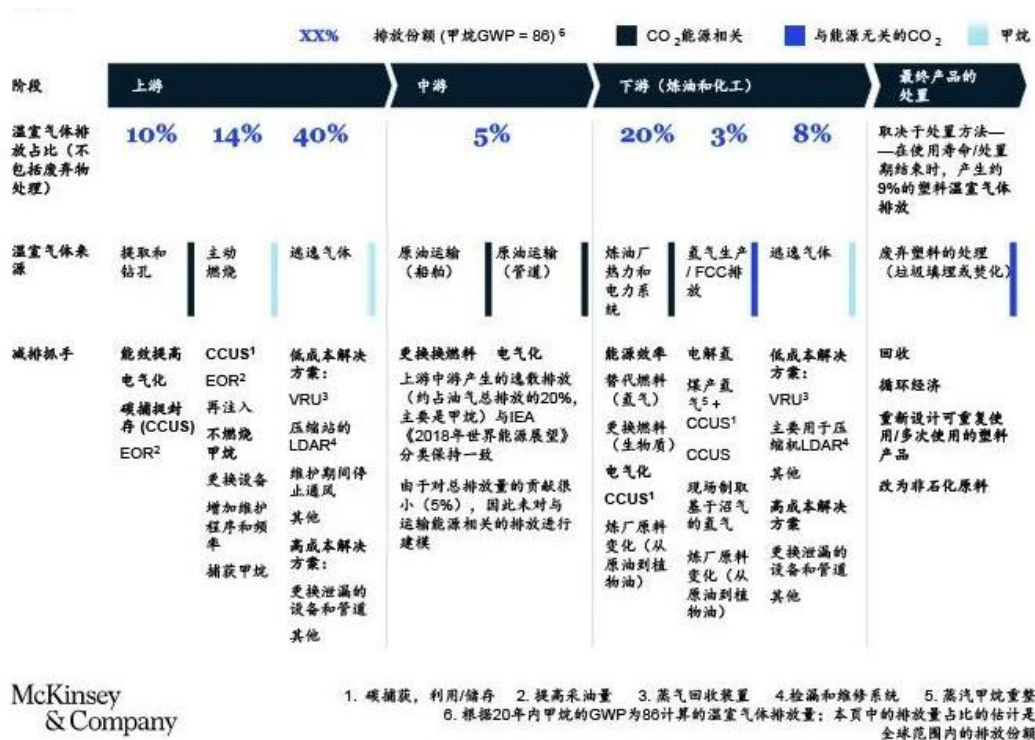 XX% 排放份额 (甲烷GWP = 86) 6 CO2能源相关 与能源无关的CO2 甲烷
阶段
上游
中游
下游（炼油和化工）
最终产品的
处置
温室气体排
放占比（不
包括废弃物
处理）
10%
14%
40%
5%
20%
3%
8%
取决于处置方法—
—在使用寿命/处置
期结束时，产生约
9%的塑料温室气体
排放
温室气体来
源
提取和
钻孔
主动
燃烧
逃逸气体
原油运输
（船舶）
原油运输
（管道）
炼油厂
热力和
电力系
统
氢气生产
/ FCC排
放
逃逸气体
废弃塑料的处理
（垃圾填埋或焚化）
减排抓手
能效提高
电气化
碳捕捉封
存 (CCUS)
EOR2
CCUS1
EOR2
再注入
不燃烧
甲烷
更换设备
增加维护
程序和频
率
捕获甲烷
低成本解决
方案：
VRU3
压缩站的
LDAR4
维护期间停
止通风
其他
高成本解决
方案：
更换泄漏的
设备和管道
其他
更换换燃料 电气化
上游中游产生的逸散排放
（约占油气总排放的20%，
主要是甲烷）与IEA
《2018年世界能源展望》
分类保持一致
由于对总排放量的贡献很
小（5%），因此未对与
运输能源相关的排放进行
建模
能源效率
替代燃料
（氢气）
更换燃料
（生物质）
电气化
CCUS1
炼厂原料
变化（从
原油到植
物油）
电解氢
煤产氢
气5 +
CCUS1
CCUS
现场制取
基于沼气
的氢气
炼厂原料
变化（从
原油到植
物油）
低成本解决
方案：
VRU3
主要用于压
缩机LDAR4
其他
高成本解决
方案
更换泄漏的
设备和管道
其他
回收
循环经济
重新设计可重复使
用/多次使用的塑料
产品
改为非石化原料
McKinsey
& Company
1. 碳捕获，利用/储存 2. 提高采油量 3. 蒸气回收装置 4.检漏和维修系统 5. 蒸汽甲烷重整
6. 根据20年内甲烷的GWP为86计算的温室气体排放量；本页中的排放量占比的估计是
全球范围内的排放份额